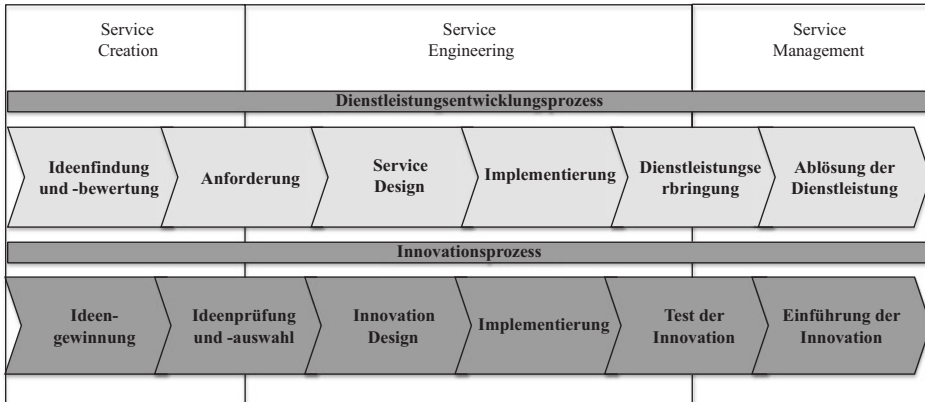 Service
Creation
Service
Engineering
Service
Management
Dienstleistungsentwicklungsprozess
Ideenfindung
und -bewertung
Anforderung
Service
Design
Implementierung
Dienstleistungse
rbringung
Ablösung der
Dienstleistung
Innovationsprozess
Ideen-
gewinnung
Ideenprüfung
und -auswahl
Innovation
Design
Implementierung
Test der
Innovation
Einführung der
Innovation